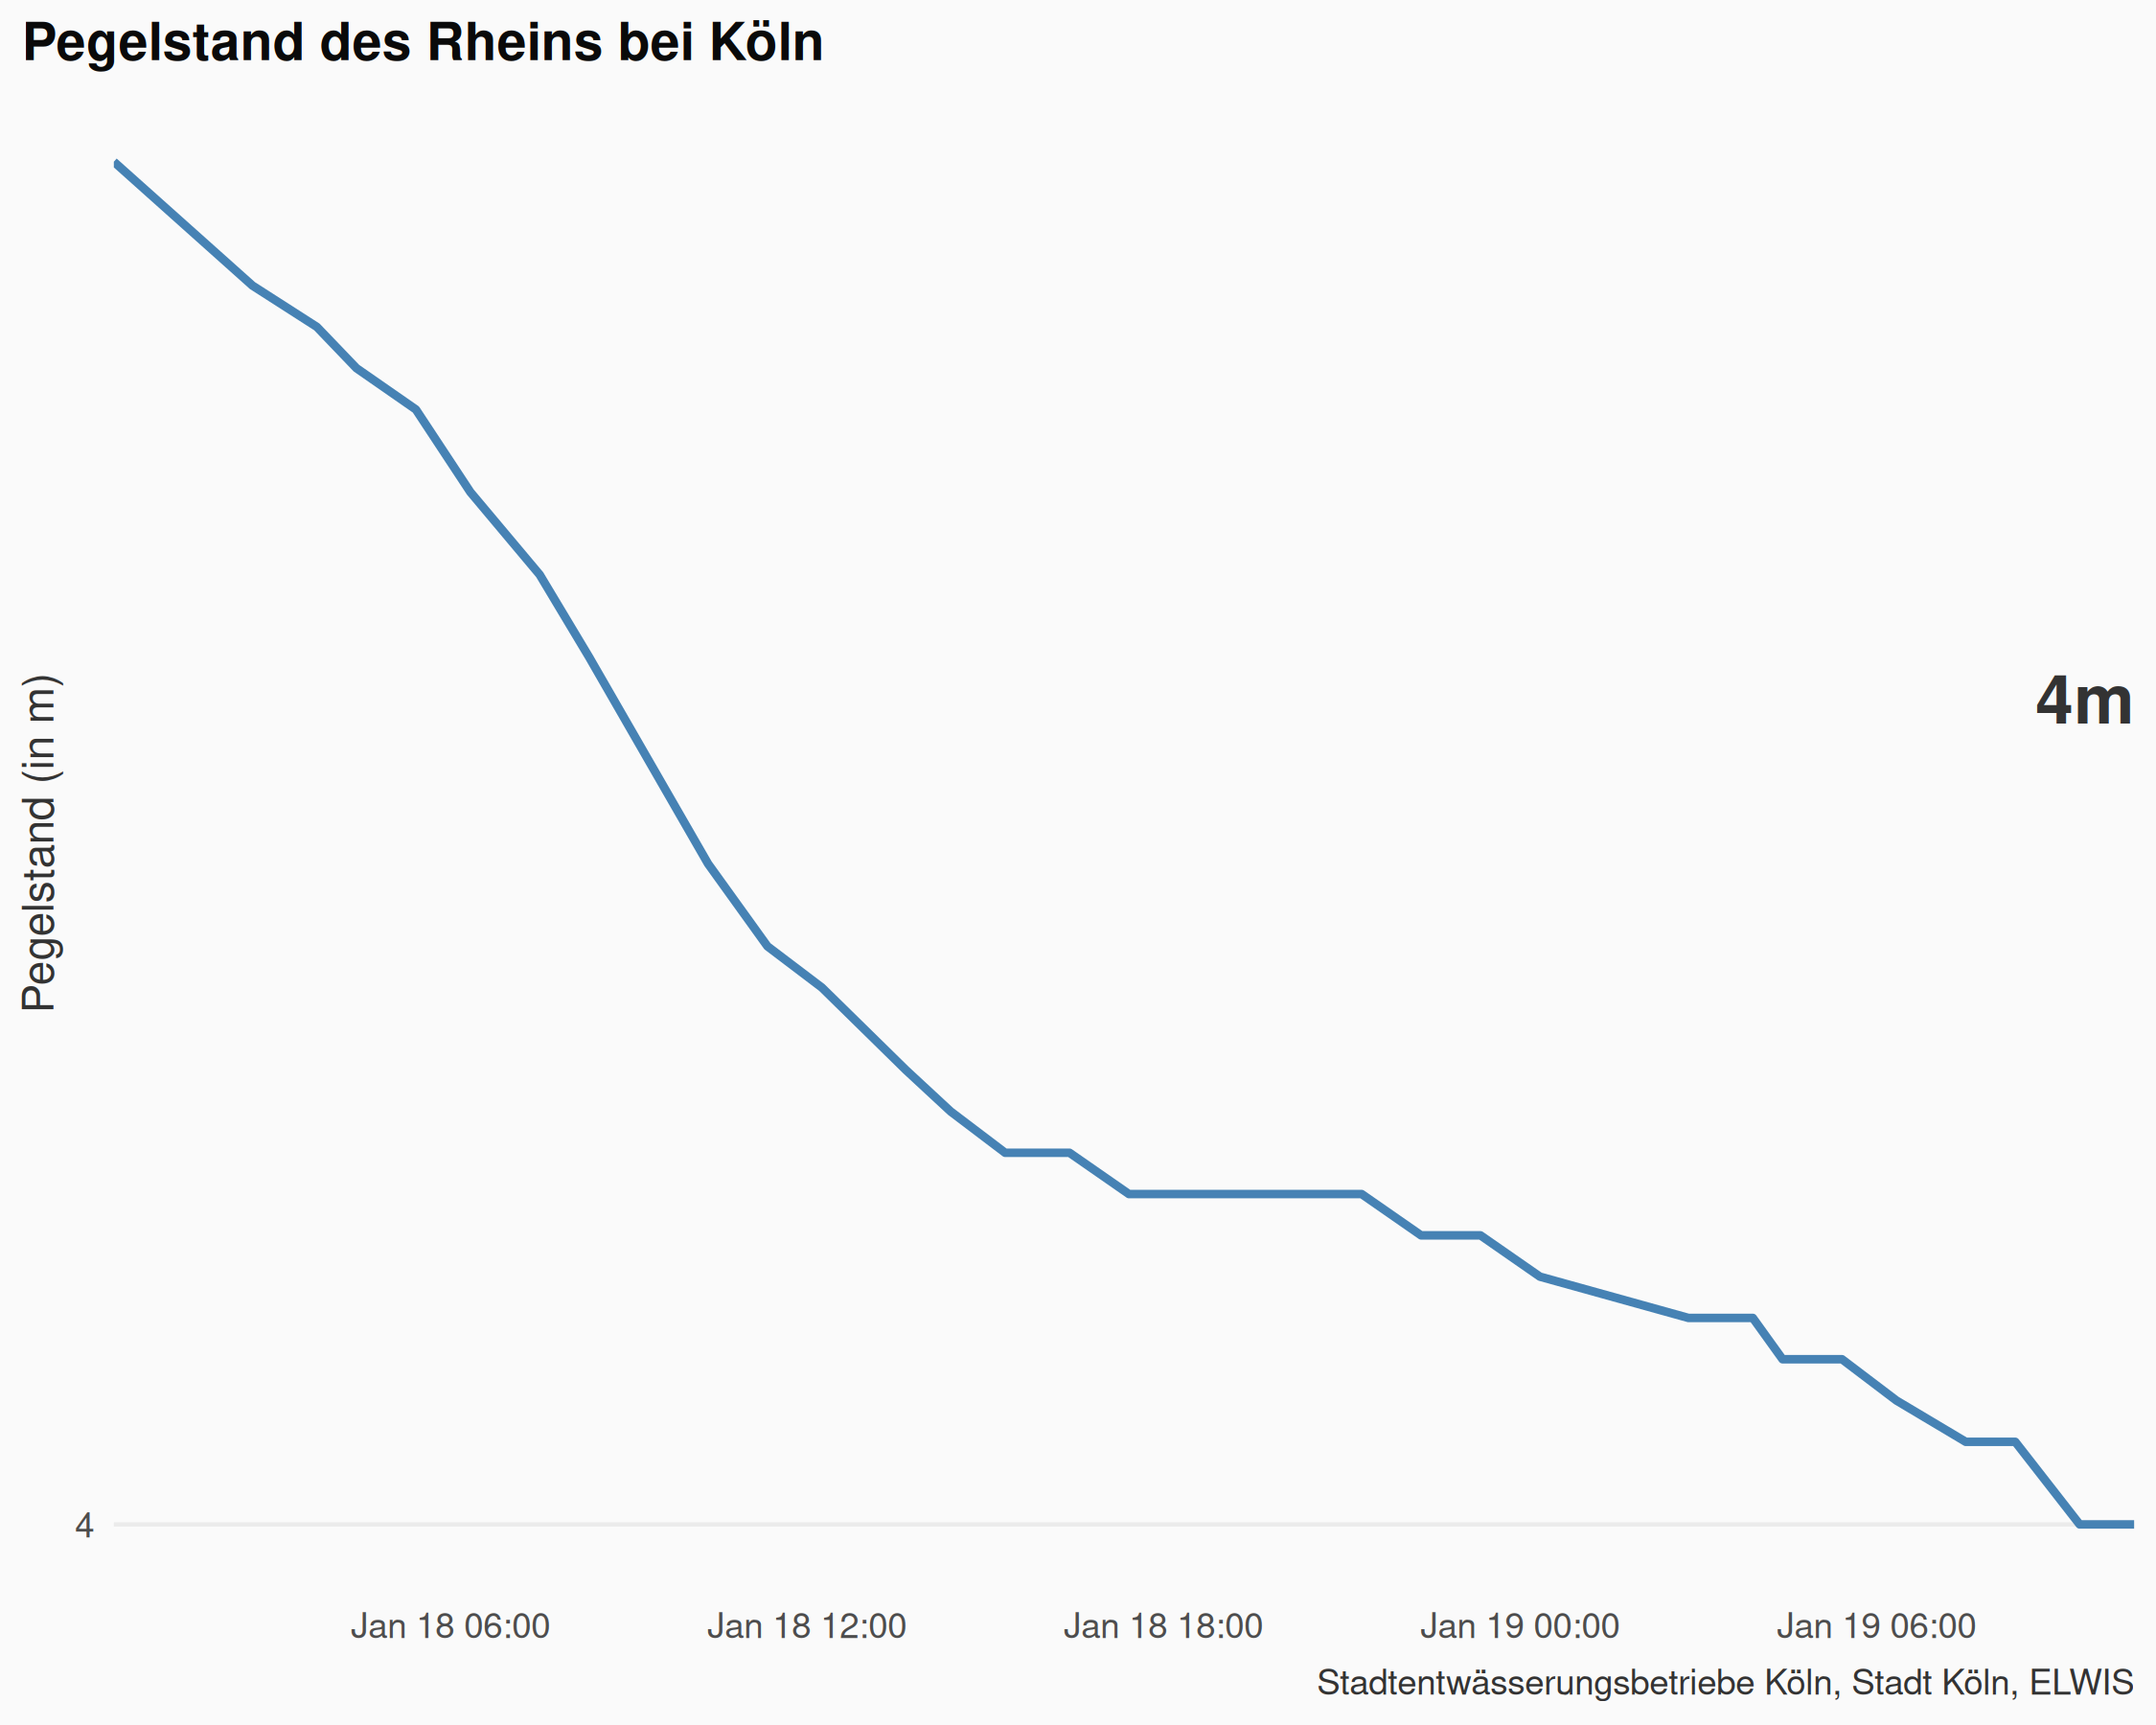 Pegelstand des Rheins bei Köln
Pegelstand (in m)
4m
4
Jan 18 06:00
Jan 18 12:00
Jan 18 18:00
Jan 19 00:00
Jan 19 06:00
Stadtentwässerungsbetriebe Köln, Stadt Köln, ELWIS